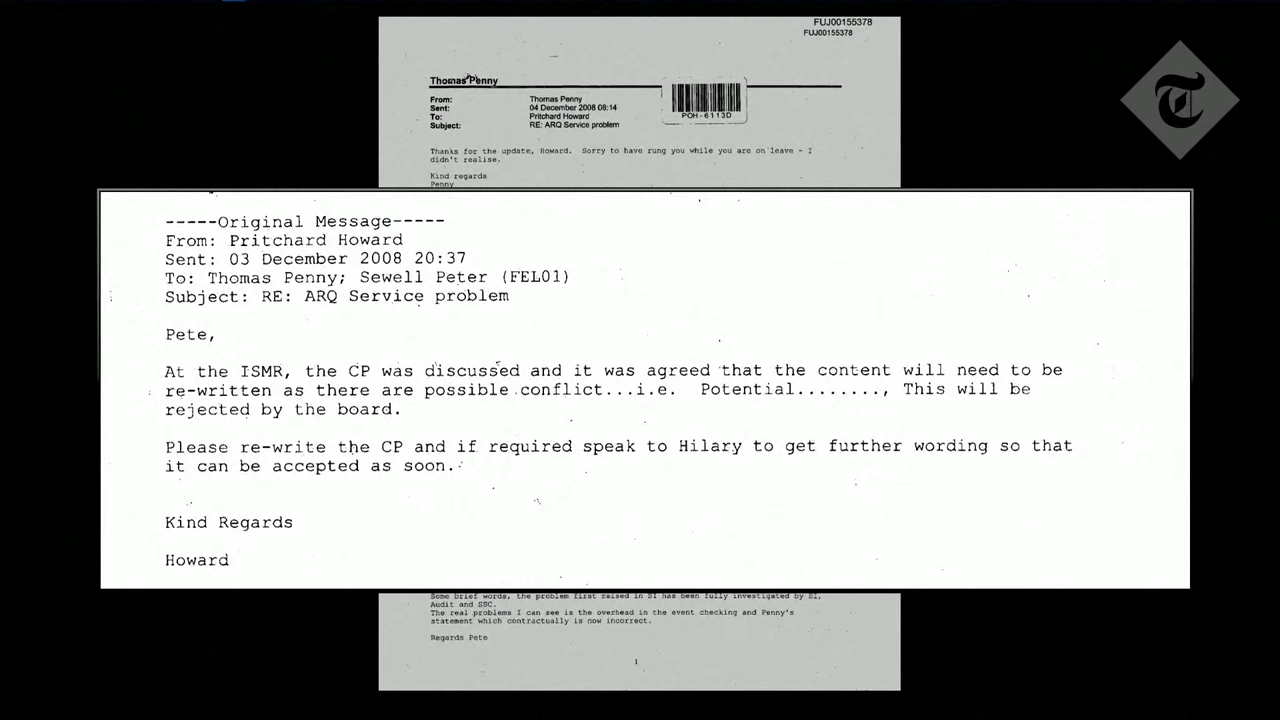 FUJ00155378
FUJ00155378
Thomas Penny
From: Thomas Penny
Sent: 04 December 2008 08:14
To: Pritchard Howard
Subject: RE: ARQ Service problem
POH-6113D
Thanks for the update, Howard. Sorry to have rung you while you are on leave - I
didn't realise.
Kind regards
Penny
-----Original Message-----
From: Pritchard Howard
Sent: 03 December 2008 20:37
To: Thomas Penny; Sewell Peter (FEL01)
Subject: RE: ARQ Service problem
Pete,
At the ISMR, the CP was discussed and it was agreed that the content will need to be
re-written as there are possible conflict...i.e. Potential........, This will be
rejected by the board.
Please re-write the CP and if required speak to Hilary to get further wording so that
it can be accepted as soon.
Kind Regards
Howard
Some brief words, the problem first raised in SI has been fully investigated by SI,
Audit and SSC.
The real problems I can see is the overhead in the event checking and Penny's
statement which contractually is now incorrect.
Regards Pete
1
T